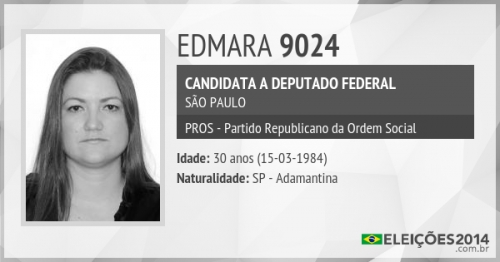 EDMARA 9024
CANDIDATA A DEPUTADO FEDERAL
SÃO PAULO
PROS - Partido Republicano da Ordem Social
Idade: 30 anos (15-03-1984)
Naturalidade: SP - Adamantina
ELEIÇÕES2014
.com.br